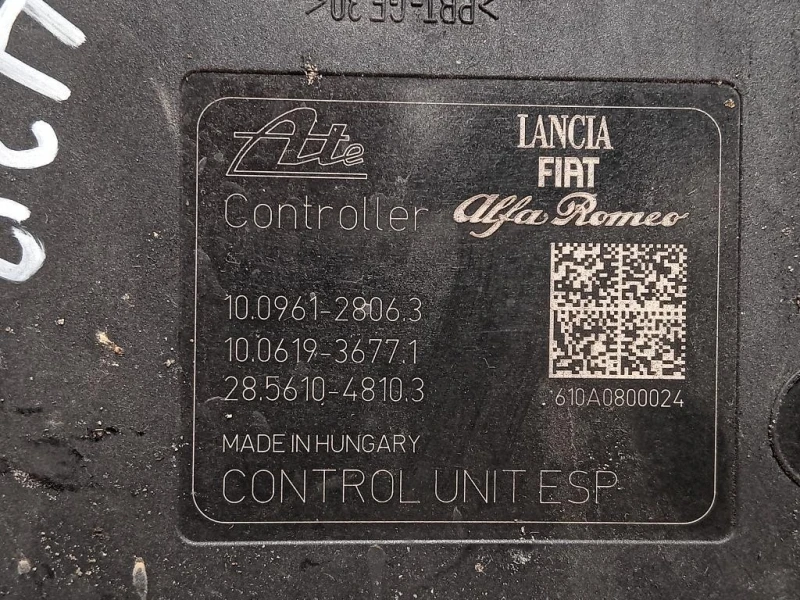 >PBT-GF30<
Ate
LANCIA
FIAT
Alfa Romeo
Controller
10.0961-2806.3
10.0619-3677.1
28.5610-4810.3
610A0800024
MADE IN HUNGARY
CONTROL UNIT ESP